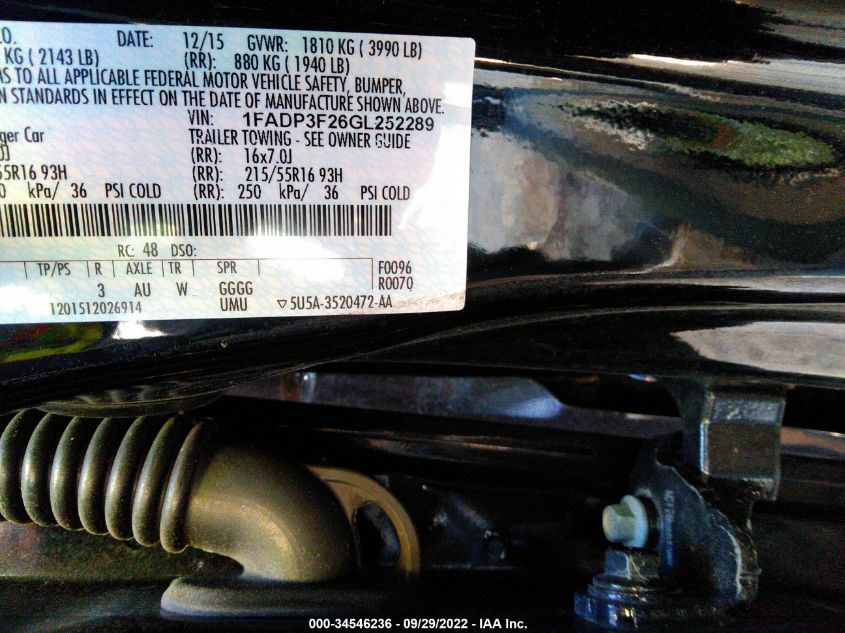 CO. DATE: 12/15 GVWR: 1810 KG ( 3990 LB)
KG ( 2143 LB) (RR): 880 KG ( 1940 LB)
MS TO ALL APPLICABLE FEDERAL MOTOR VEHICLE SAFETY, BUMPER,
N STANDARDS IN EFFECT ON THE DATE OF MANUFACTURE SHOWN ABOVE.
VIN: 1FADP3F26GL252289
ger Car TRAILER TOWING - SEE OWNER GUIDE
0J (RR): 16x7.0J
55R16 93H (RR): 215/55R16 93H
0 kPa/ 36 PSI COLD (RR): 250 kPa/ 36 PSI COLD
RC: 48 DSO:
TP/PS R AXLE TR SPR F0096
3 AU W GGGG R0070
1201512026914 UMU ▽5U5A-3520472-AA
000-34546236 - 09/29/2022 - IAA Inc.